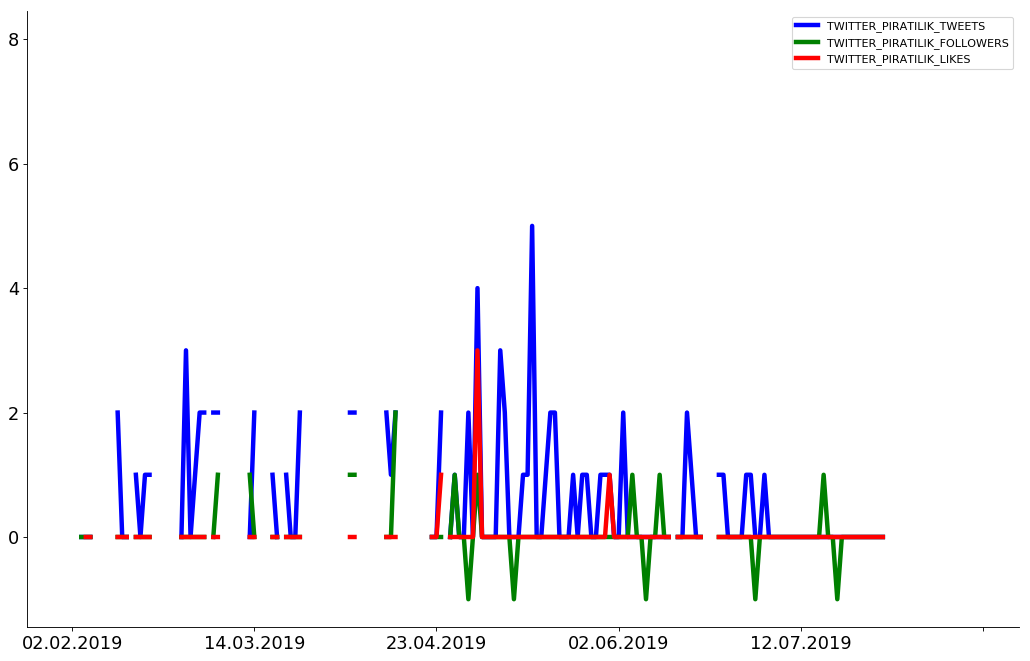 TWITTER_PIRATILIK_TWEETS
TWITTER_PIRATILIK_FOLLOWERS
TWITTER_PIRATILIK_LIKES
8
6
4
2
0
02.02.2019 14.03.2019 23.04.2019 02.06.2019 12.07.2019